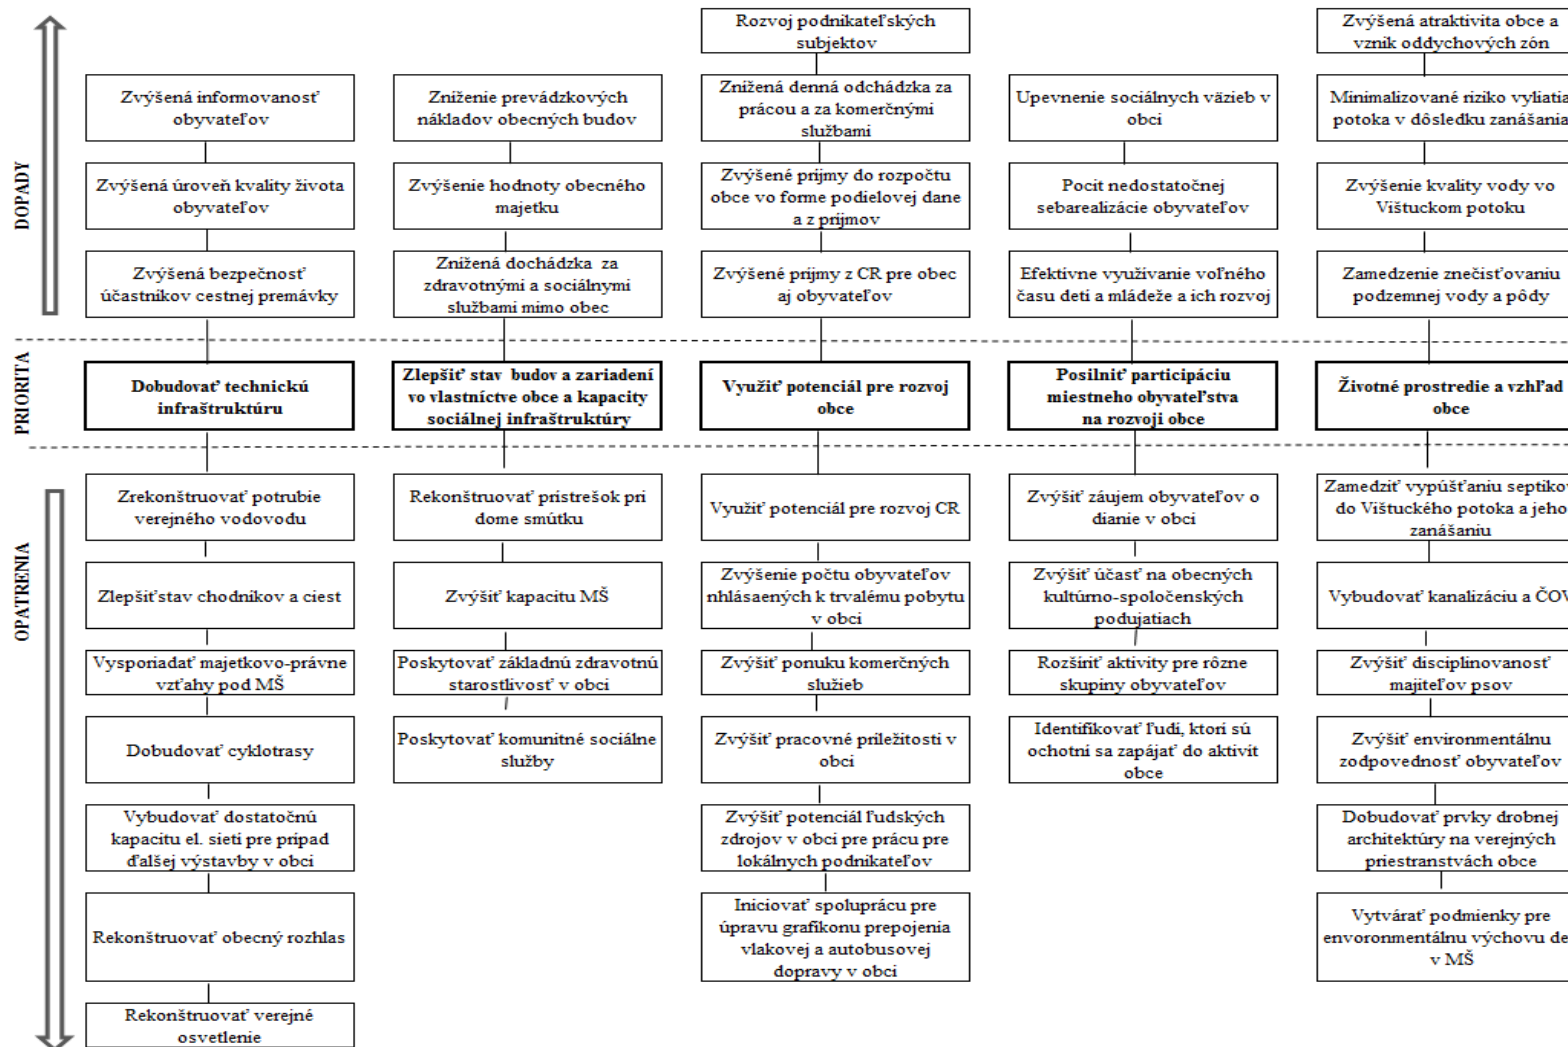 DOPADY
Rozvoj podnikateľských
subjektov
Zvýšená atraktivita obce a
vznik oddychových zón
Zvýšená informovanosť
obyvateľov
Zníženie prevádzkových
nákladov obecných budov
Znížená denná odchádzka za
prácou a za komerčnými
službami
Upevnenie sociálnych väzieb v
obci
Minimalizované riziko vyliatia
potoka v dôsledku zanášania
Zvýšená úroveň kvality života
obyvateľov
Zvýšenie hodnoty obecného
majetku
Zvýšené príjmy do rozpočtu
obce vo forme podielovej dane
a z príjmov
Pocit nedostatočnej
sebarealizácie obyvateľov
Zvýšenie kvality vody vo
Vištuckom potoku
Zvýšená bezpečnosť
účastníkov cestnej premávky
Znížená dochádzka za
zdravotnými a sociálnymi
službami mimo obec
Zvýšené príjmy z CR pre obec
aj obyvateľov
Efektívne využívanie voľného
času detí a mládeže a ich rozvoj
Zamedzenie znečisťovaniu
podzemnej vody a pôdy
PRIORITA
Dobudovať technickú
infraštruktúru
Zlepšiť stav budov a zariadení
vo vlastníctve obce a kapacity
sociálnej infraštruktúry
Využiť potenciál pre rozvoj
obce
Posilniť participáciu
miestneho obyvateľstva
na rozvoji obce
Životné prostredie a vzhľad
obce
OPATRENIA
Zrekonštruovať potrubie
verejného vodovodu
Rekonštruovať prístrešok pri
dome smútku
Využiť potenciál pre rozvoj CR
Zvýšiť záujem obyvateľov o
dianie v obci
Zamedziť vypúšťaniu septikov
do Vištuckého potoka a jeho
zanášaniu
Zlepšiťstav chodníkov a ciest
Zvýšiť kapacitu MŠ
Zvýšenie počtu obyvateľov
nhlásaených k trvalému pobytu
v obci
Zvýšiť účasť na obecných
kultúrno-spoločenských
podujatiach
Vybudovať kanalizáciu a ČOV
Vysporiadať majetkovo-právne
vzťahy pod MŠ
Poskytovať základnú zdravotnú
starostlivosť v obci
Zvýšiť ponuku komerčných
služieb
Rozšíriť aktivity pre rôzne
skupiny obyvateľov
Zvýšiť disciplinovanosť
majiteľov psov
Dobudovať cyklotrasy
Poskytovať komunitné sociálne
služby
Zvýšiť pracovné príležitosti v
obci
Identifikovať ľudí, ktorí sú
ochotní sa zapájať do aktivít
obce
Zvýšiť environmentálnu
zodpovednosť obyvateľov
Vybudovať dostatočnú
kapacitu el. sietí pre prípad
ďalšej výstavby v obci
Zvýšiť potenciál ľudských
zdrojov v obci pre prácu pre
lokálnych podnikateľov
Dobudovať prvky drobnej
architektúry na verejných
priestranstvách obce
Rekonštruovať obecný rozhlas
Iniciovať spoluprácu pre
úpravu grafikonu prepojenia
vlakovej a autobusovej
dopravy v obci
Vytvárať podmienky pre
envoronmentálnu výchovu
v MŠ
Rekonštruovať verejné
osvetlenie